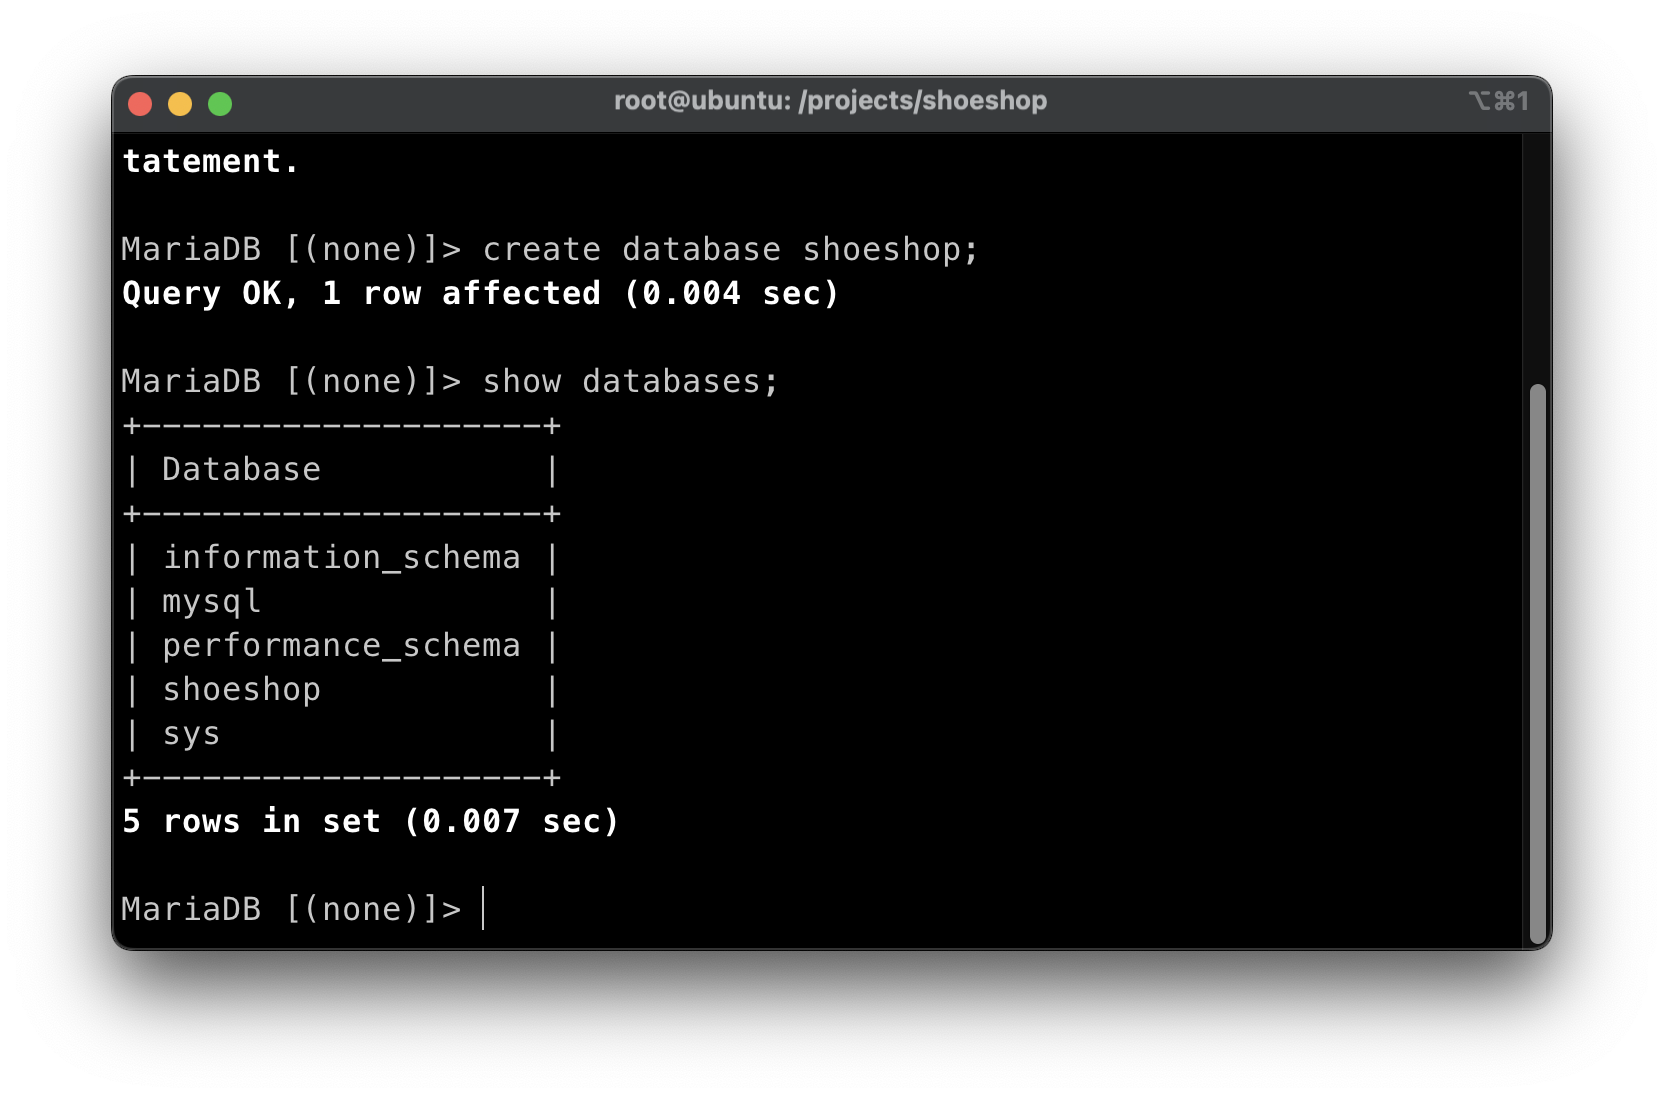 root@ubuntu: /projects/shoeshop ⌥⌘1
tatement.
MariaDB [(none)]> create database shoeshop;
Query OK, 1 row affected (0.004 sec)
MariaDB [(none)]> show databases;
+--------------------+
| Database           |
+--------------------+
| information_schema |
| mysql              |
| performance_schema |
| shoeshop           |
| sys                |
+--------------------+
5 rows in set (0.007 sec)
MariaDB [(none)]>